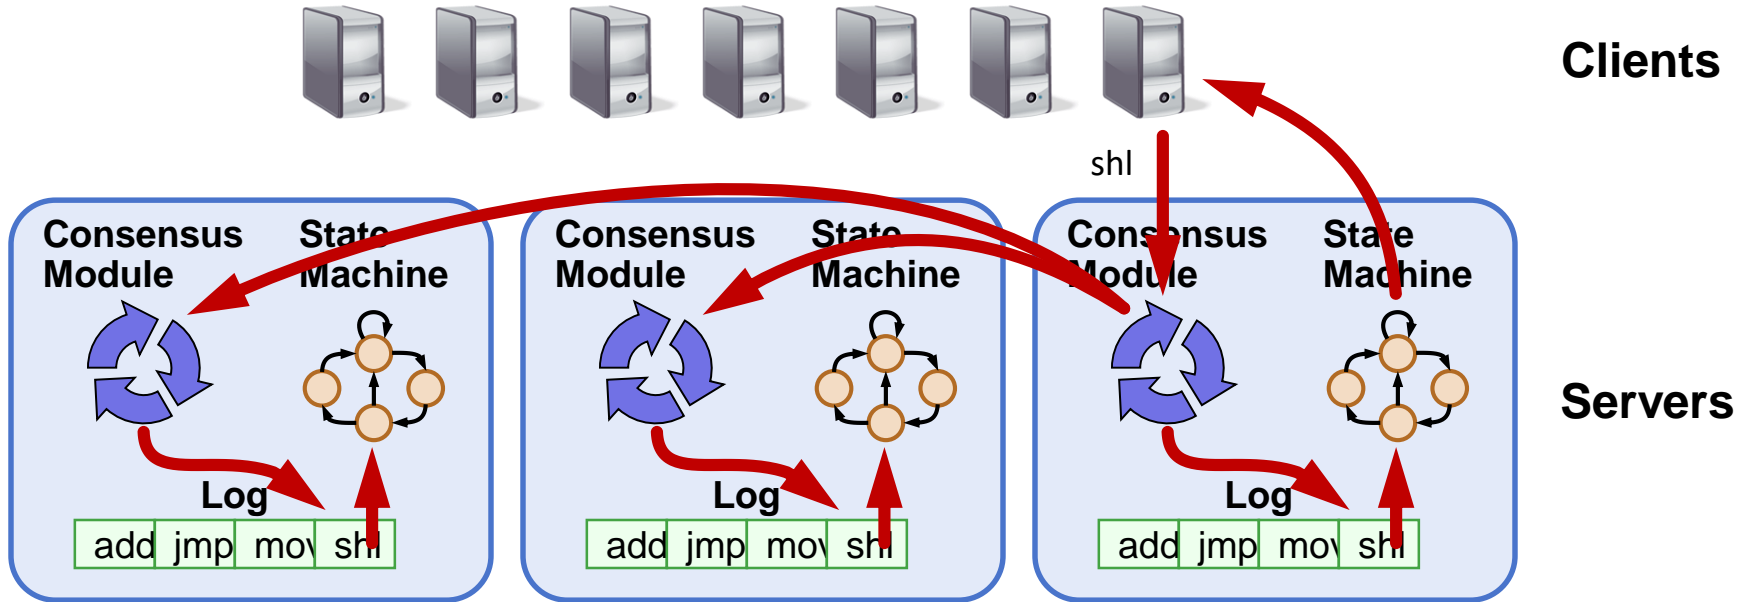 Clients
shl
Consensus Module
State Machine
Consensus Module
State Machine
Consensus Module
State Machine
Servers
Log
Log
Log
add jmp mov shl
add jmp mov shl
add jmp mov shl